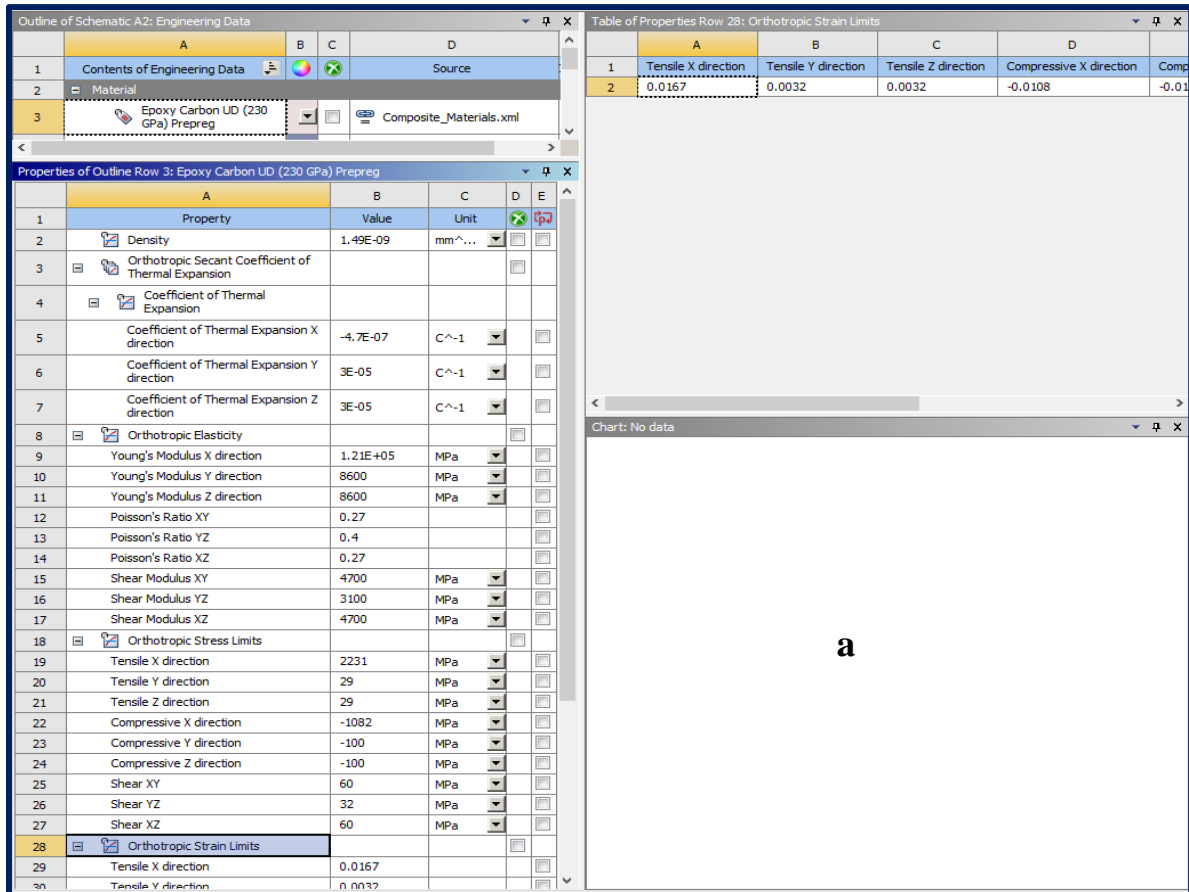 Outline of Schematic A2: Engineering Data
A B C D
1 Contents of Engineering Data Source
2 Material
3 Epoxy Carbon UD (230 GPa) Prepreg Composite_Materials.xml
Properties of Outline Row 3: Epoxy Carbon UD (230 GPa) Prepreg
A B C D E
1 Property Value Unit
2 Density 1.49E-09 mm^...
3 Orthotropic Secant Coefficient of Thermal Expansion
4 Coefficient of Thermal Expansion
5 Coefficient of Thermal Expansion X direction -4.7E-07 C^-1
6 Coefficient of Thermal Expansion Y direction 3E-05 C^-1
7 Coefficient of Thermal Expansion Z direction 3E-05 C^-1
8 Orthotropic Elasticity
9 Young's Modulus X direction 1.21E+05 MPa
10 Young's Modulus Y direction 8600 MPa
11 Young's Modulus Z direction 8600 MPa
12 Poisson's Ratio XY 0.27
13 Poisson's Ratio YZ 0.4
14 Poisson's Ratio XZ 0.27
15 Shear Modulus XY 4700 MPa
16 Shear Modulus YZ 3100 MPa
17 Shear Modulus XZ 4700 MPa
18 Orthotropic Stress Limits
19 Tensile X direction 2231 MPa
20 Tensile Y direction 29 MPa
21 Tensile Z direction 29 MPa
22 Compressive X direction -1082 MPa
23 Compressive Y direction -100 MPa
24 Compressive Z direction -100 MPa
25 Shear XY 60 MPa
26 Shear YZ 32 MPa
27 Shear XZ 60 MPa
28 Orthotropic Strain Limits
29 Tensile X direction 0.0167
30 Tensile Y direction 0.0032
Table of Properties Row 28: Orthotropic Strain Limits
A B C D
1 Tensile X direction Tensile Y direction Tensile Z direction Compressive X direction Comp
2 0.0167 0.0032 0.0032 -0.0108 -0.01
Chart: No data
a